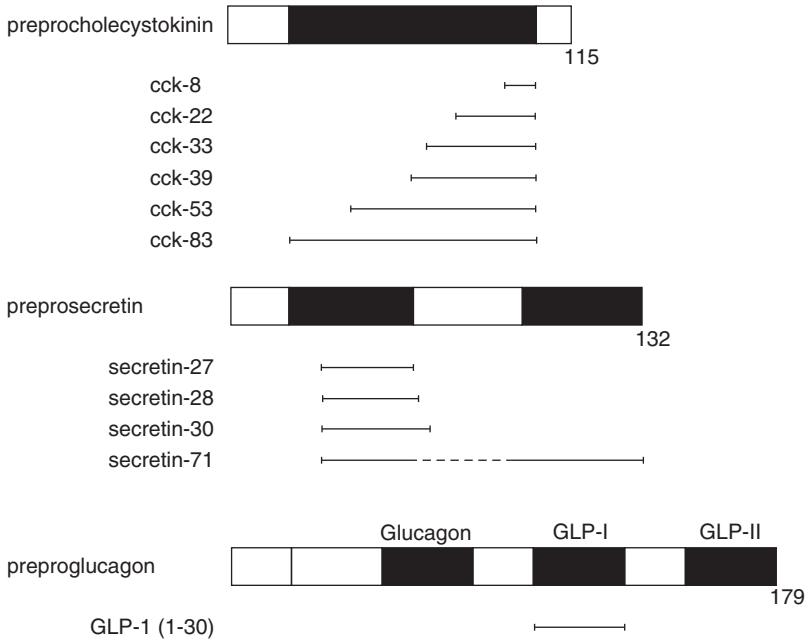 preprocholecystokinin
115
cck-8
cck-22
cck-33
cck-39
cck-53
cck-83
preprosecretin
132
secretin-27
secretin-28
secretin-30
secretin-71
Glucagon GLP-I GLP-II
preproglucagon
179
GLP-1 (1-30)